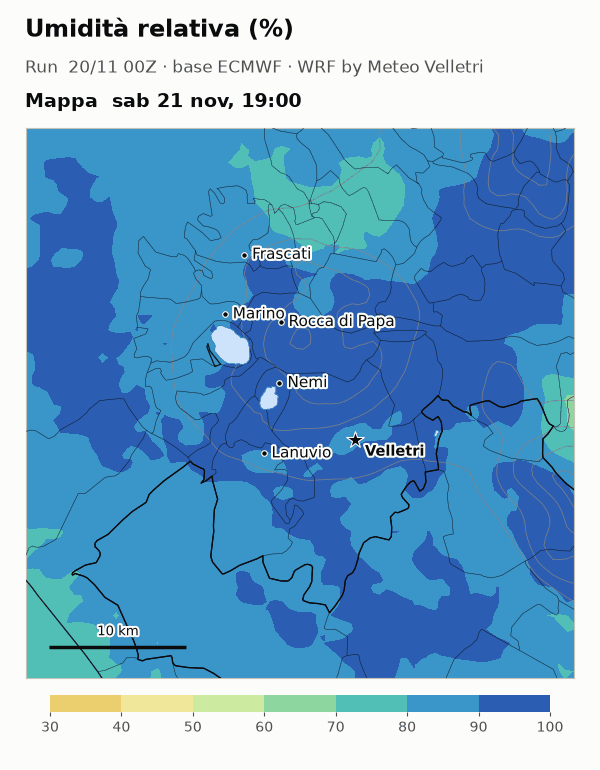 Umidità relativa (%)
Run  20/11 00Z · base ECMWF · WRF by Meteo Velletri
Mappa  sab 21 nov, 19:00
Frascati
Marino
Rocca di Papa
Nemi
Velletri
Lanuvio
10 km
30 40 50 60 70 80 90 100